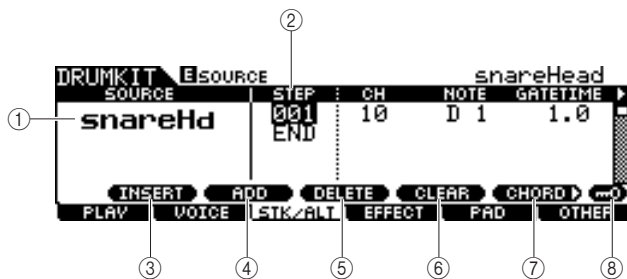 ②
DRUMKIT E SOURCE snareHead
SOURCE STEP CH NOTE GATETIME
① snareHd 001 10 D 1 1.0
END
INSERT ADD DELETE CLEAR CHORD
PLAY VOICE STK/ALT EFFECT PAD OTHER
③ ④ ⑤ ⑥ ⑦ ⑧